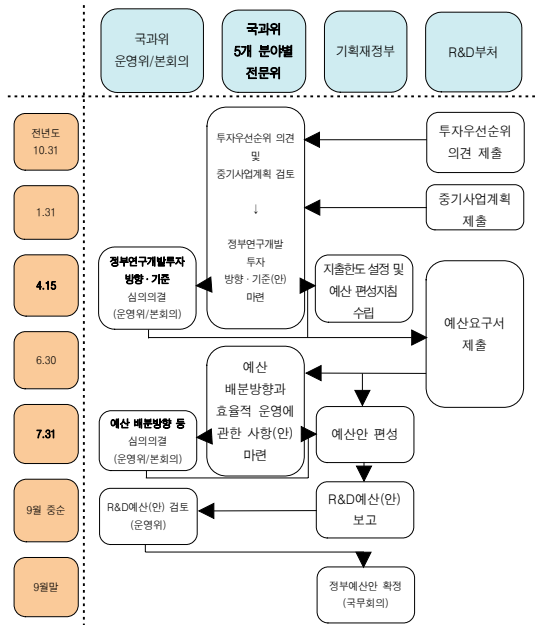 국과위
운영위/본회의
국과위
5개 분야별
전문위
기획재정부
R&D부처
전년도
10.31
투자우선순위 의견
및
중기사업계획 검토
↓
정부연구개발
투자
방향·기준(안)
마련
투자우선순위
의견 제출
1.31
중기사업계획
제출
4.15
정부연구개발투자
방향·기준
심의의결
(운영위/본회의)
지출한도 설정 및
예산 편성지침
수립
예산요구서
제출
6.30
예산
배분방향과
효율적 운영에
관한 사항(안)
마련
7.31
예산 배분방향 등
심의의결
(운영위/본회의)
예산안 편성
9월 중순
R&D예산(안) 검토
(운영위)
R&D예산(안)
보고
9월말
정부예산안 확정
(국무회의)